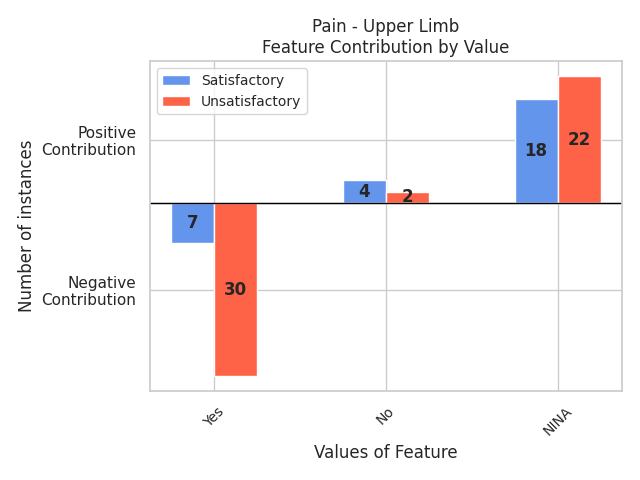 Pain - Upper Limb
Feature Contribution by Value
Satisfactory
Unsatisfactory
Positive
Contribution
Negative
Contribution
Number of instances
7
30
4
2
18
22
Yes
No
NINA
Values of Feature